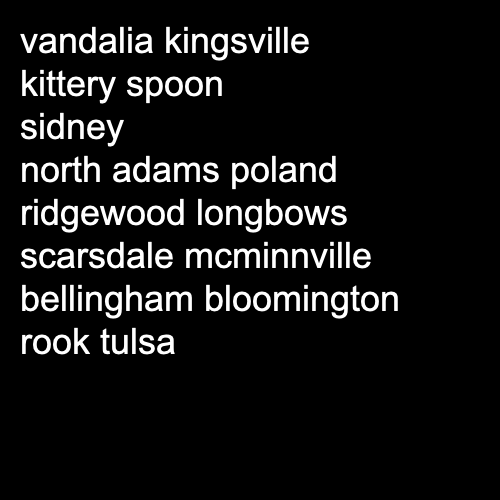 vandalia kingsville
kittery spoon
sidney
north adams poland
ridgewood longbows
scarsdale mcminnville
bellingham bloomington
rook tulsa